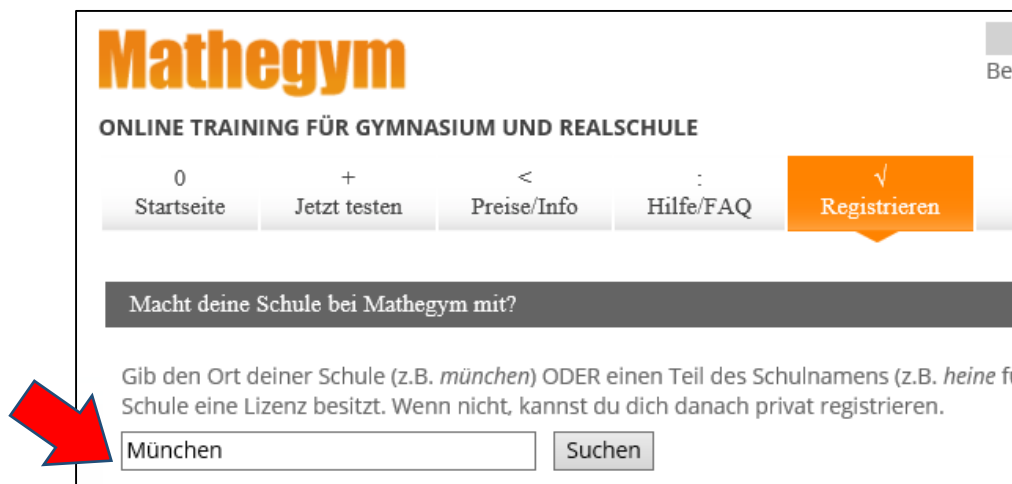 Mathegym
Be
ONLINE TRAINING FÜR GYMNASIUM UND REALSCHULE
0 + < : √
Startseite Jetzt testen Preise/Info Hilfe/FAQ Registrieren
Macht deine Schule bei Mathegym mit?
Gib den Ort deiner Schule (z.B. münchen) ODER einen Teil des Schulnamens (z.B. heine fü
Schule eine Lizenz besitzt. Wenn nicht, kannst du dich danach privat registrieren.
München Suchen